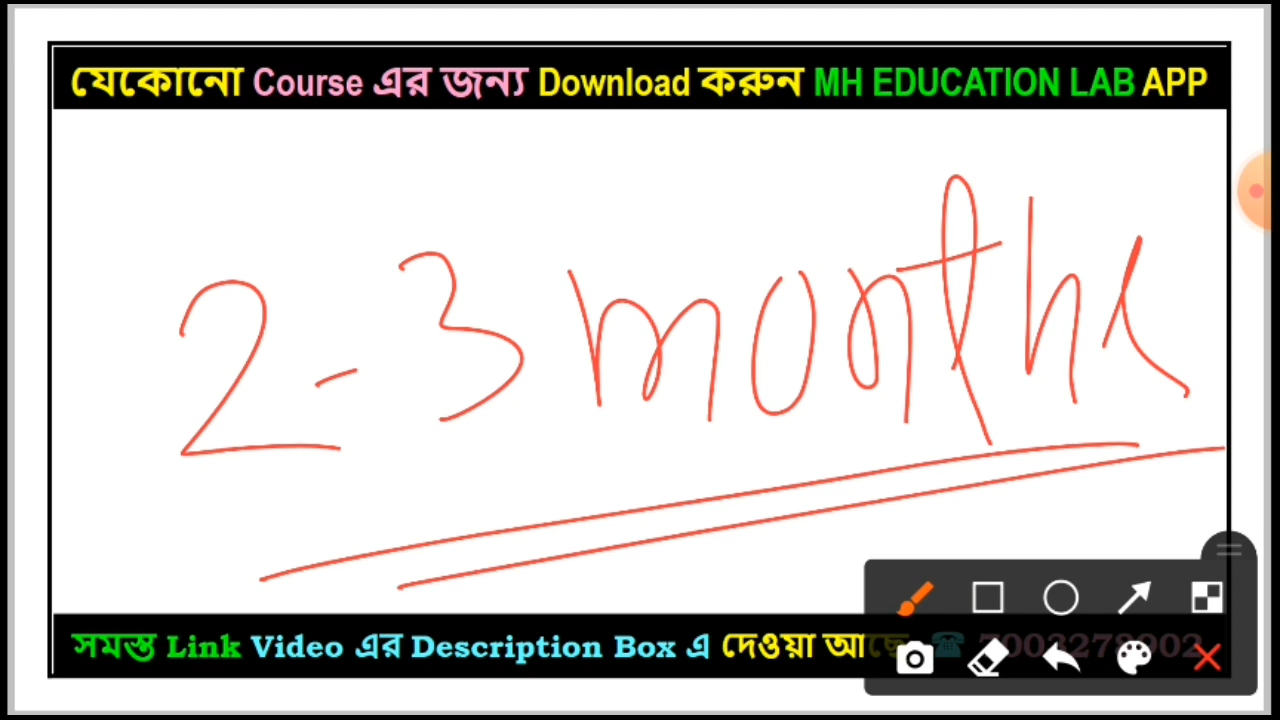 যেকোনো Course এর জন্য Download করুন MH EDUCATION LAB APP
2-3 months
সমস্ত Link Video এর Description Box এ দেওয়া আছে ☎ 7003278902